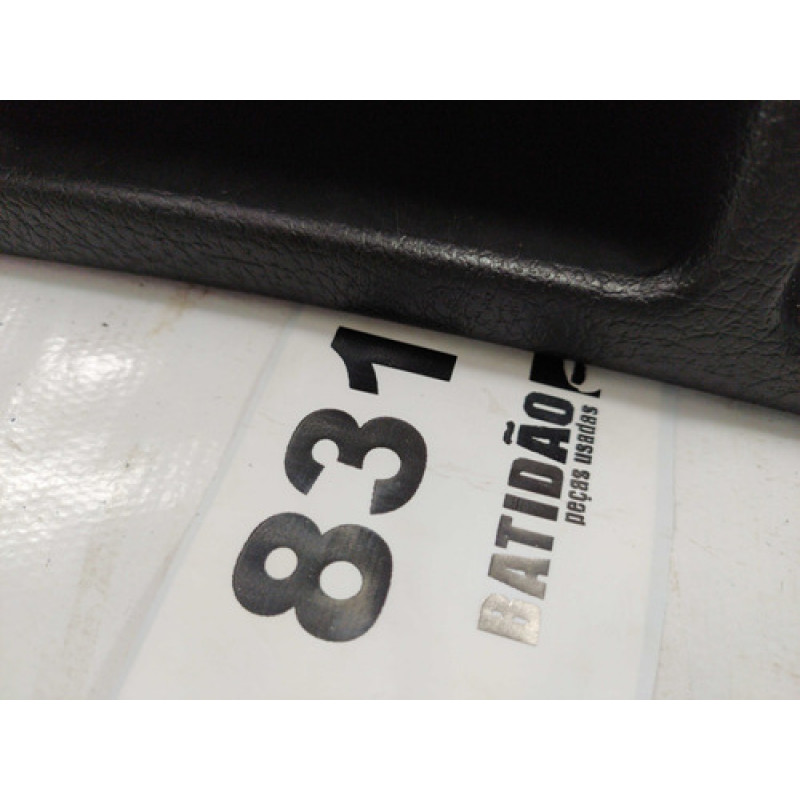 831
BATIDÃO
peças usadas